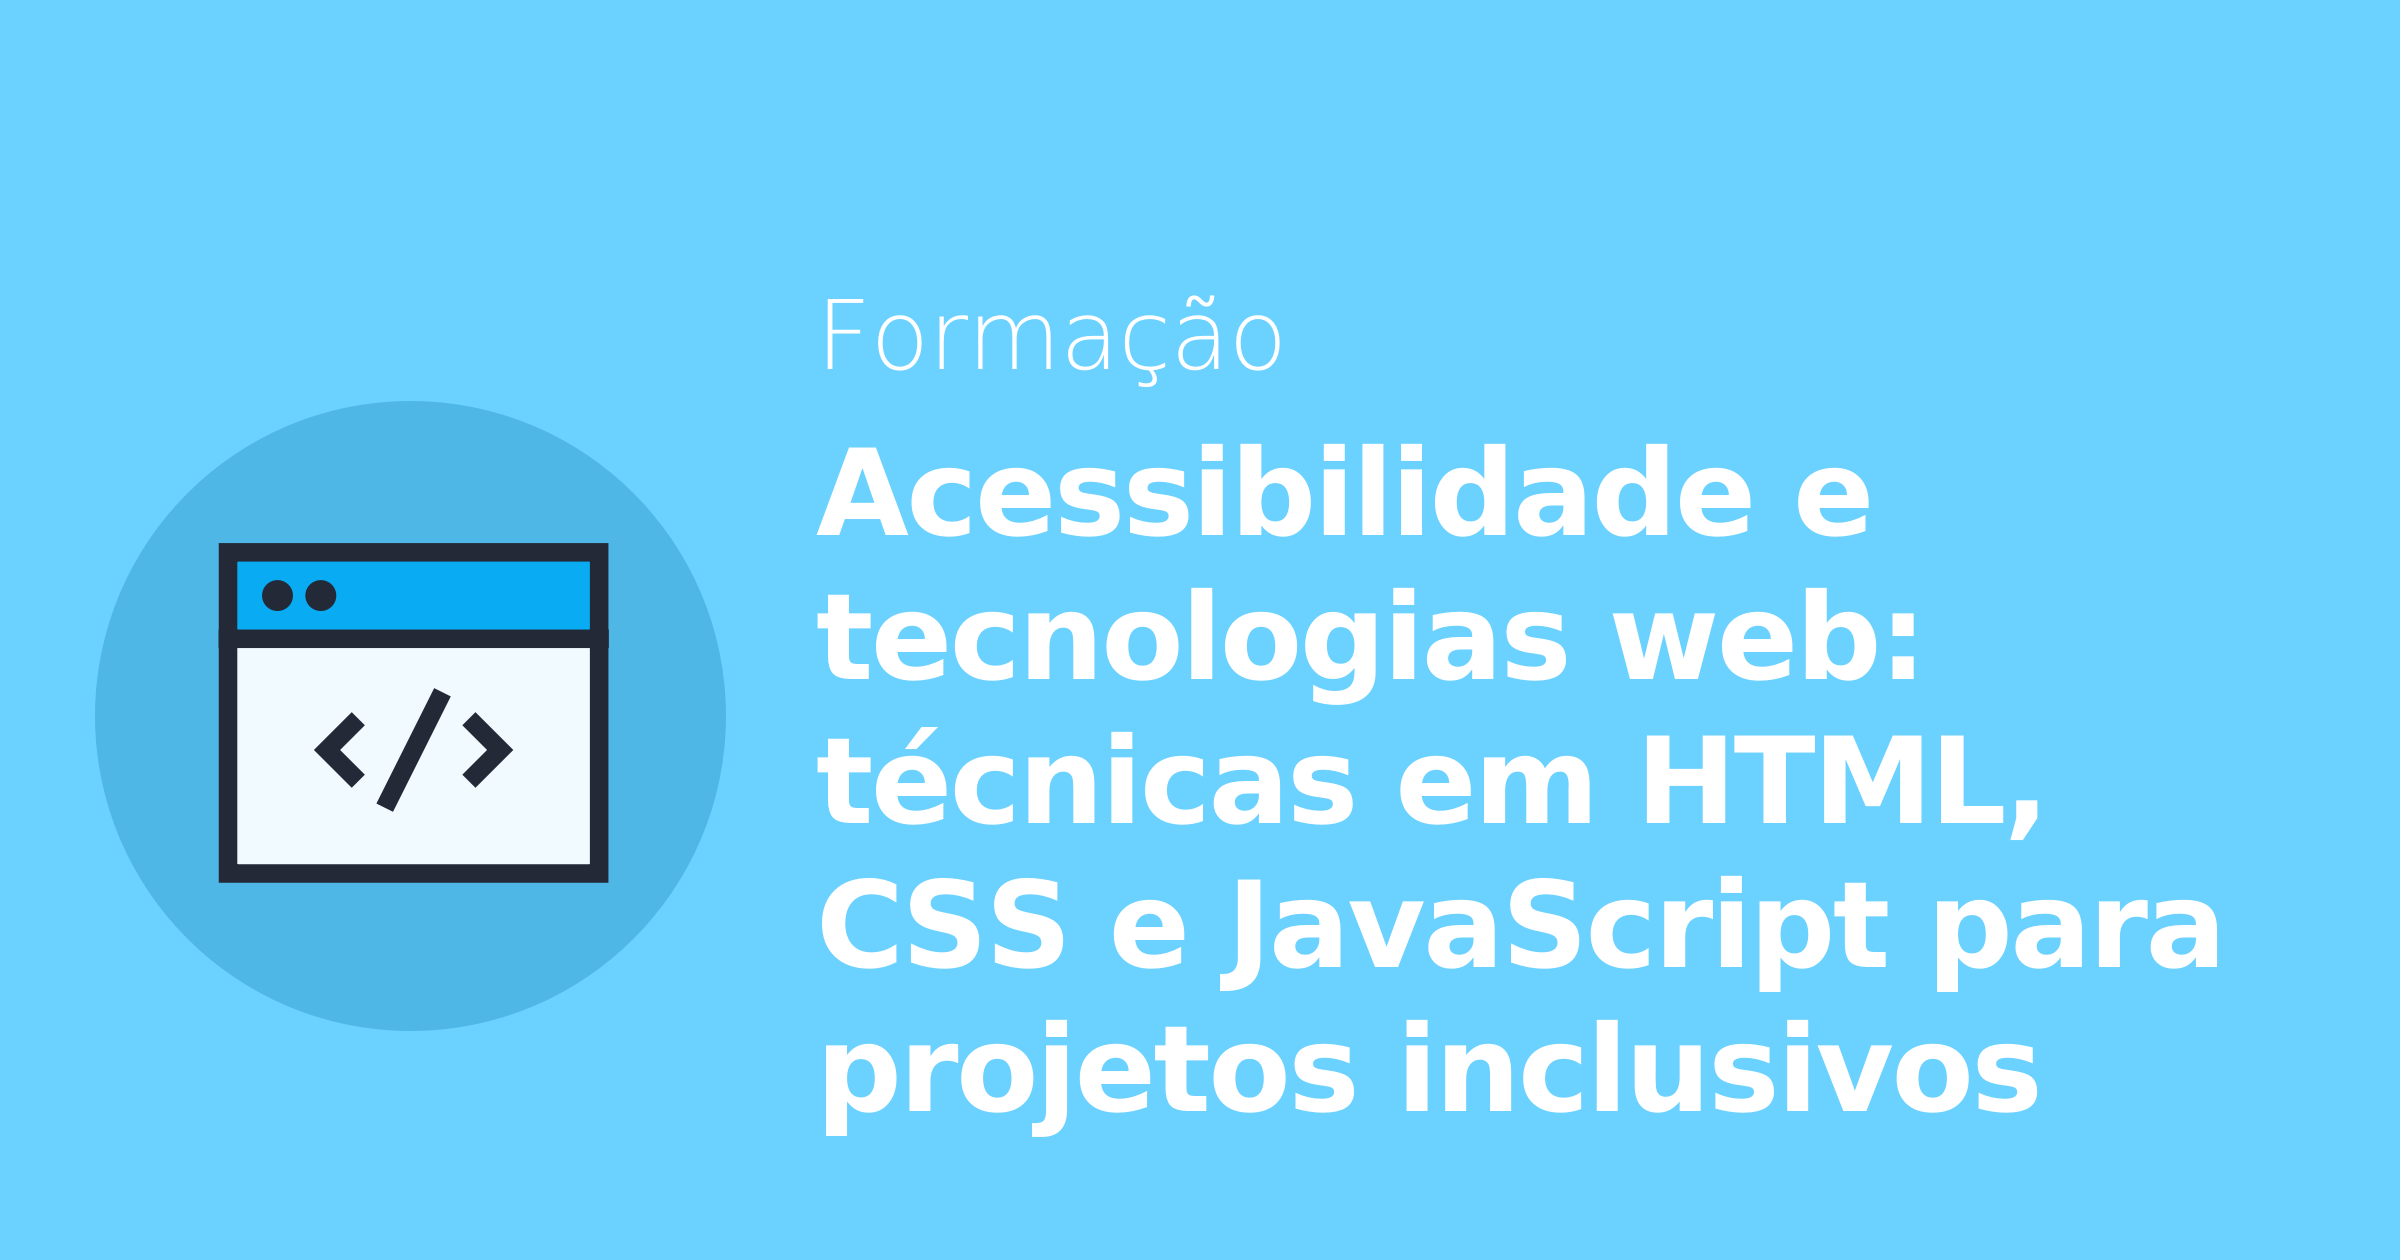 Formação
Acessibilidade e
tecnologias web:
técnicas em HTML,
CSS e JavaScript para
projetos inclusivos